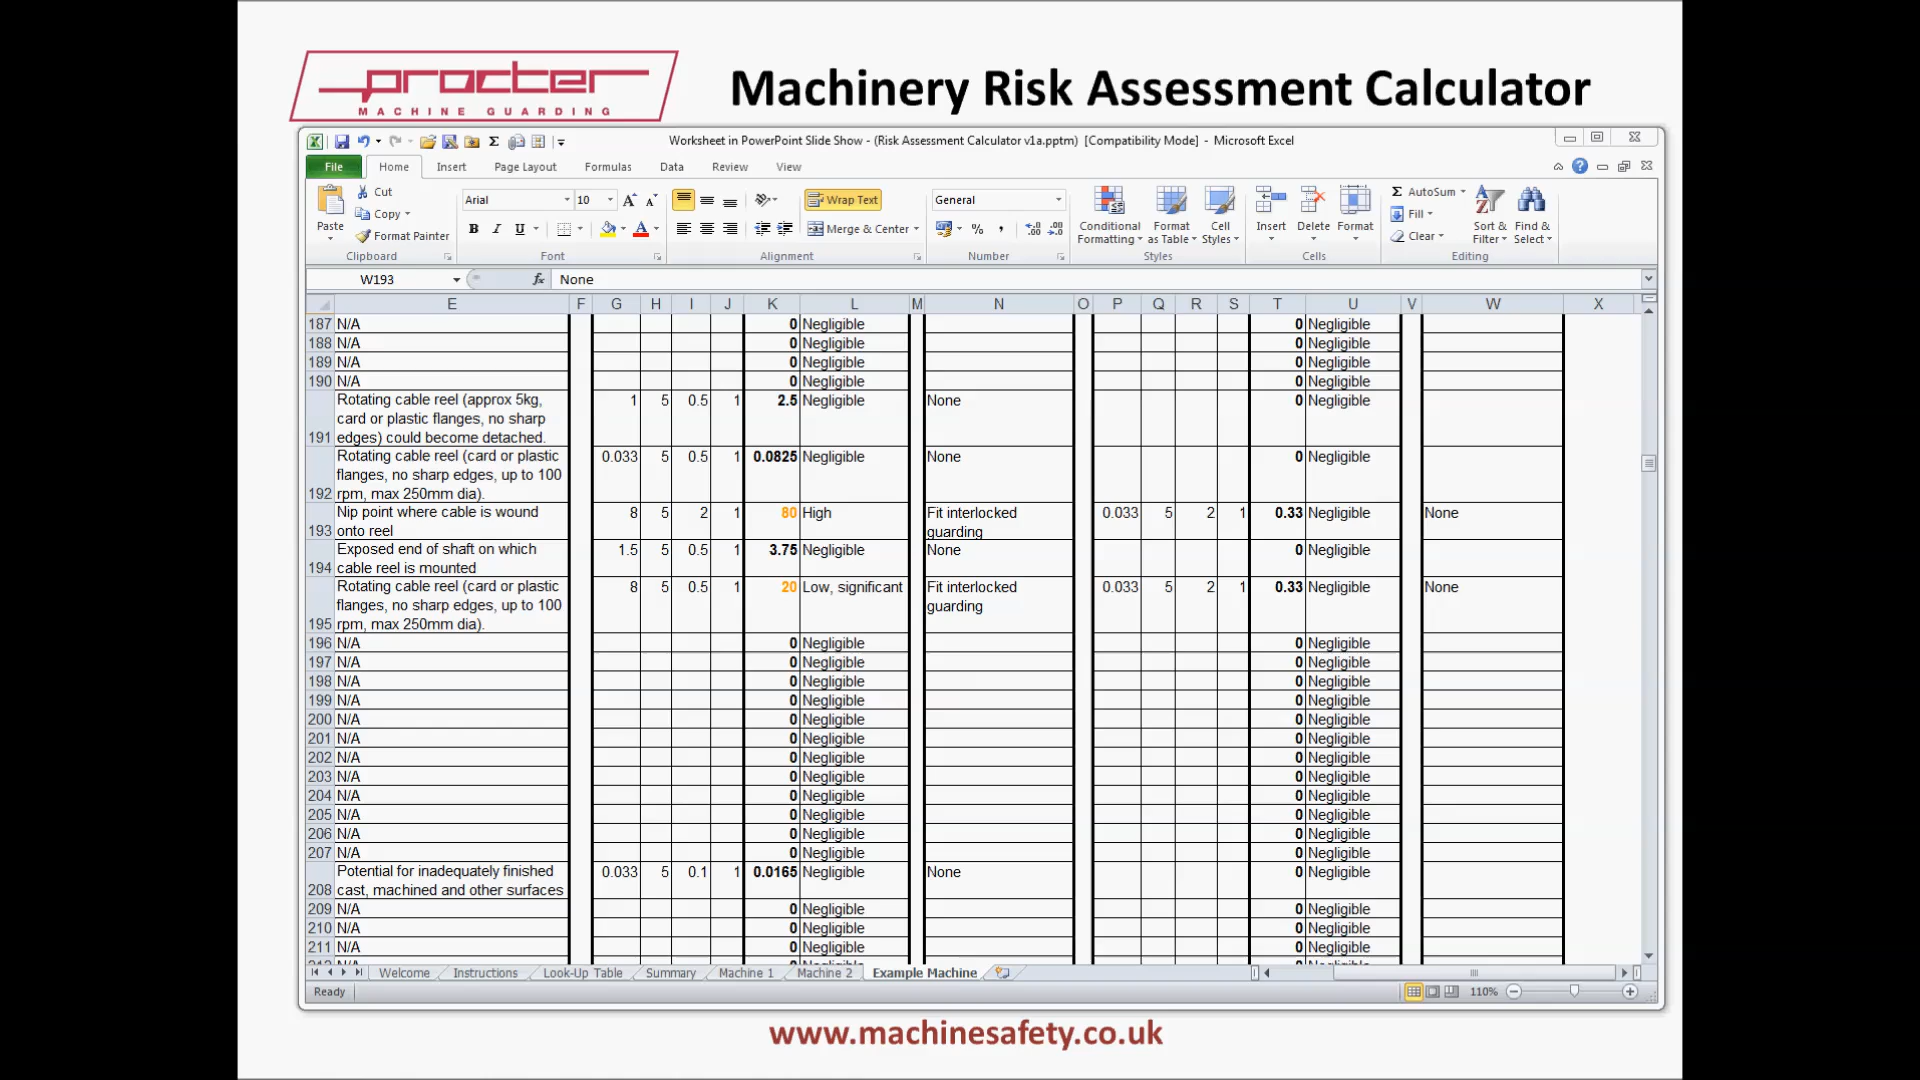 procter
MACHINE GUARDING
Machinery Risk Assessment Calculator
Worksheet in PowerPoint Slide Show - (Risk Assessment Calculator v1a.pptm) [Compatibility Mode] - Microsoft Excel
File Home Insert Page Layout Formulas Data Review View
Paste Cut Copy Format Painter Clipboard
Arial 10 A A B I U A Font
Wrap Text Merge & Center Alignment
General % , .00 .00 Number
Conditional Formatting Format as Table Cell Styles Styles
Insert Delete Format Cells
Σ AutoSum Fill Clear Sort & Filter Find & Select Editing
W193 fx None
E F G H I J K L M N O P Q R S T U V W X
187 N/A 0 Negligible 0 Negligible
188 N/A 0 Negligible 0 Negligible
189 N/A 0 Negligible 0 Negligible
190 N/A 0 Negligible 0 Negligible
Rotating cable reel (approx 5kg, 1 5 0.5 1 2.5 Negligible None 0 Negligible
card or plastic flanges, no sharp
191 edges) could become detached.
Rotating cable reel (card or plastic 0.033 5 0.5 1 0.0825 Negligible None 0 Negligible
flanges, no sharp edges, up to 100
192 rpm, max 250mm dia).
Nip point where cable is wound 8 5 2 1 80 High Fit interlocked 0.033 5 2 1 0.33 Negligible None
193 onto reel guarding
Exposed end of shaft on which 1.5 5 0.5 1 3.75 Negligible None 0 Negligible
194 cable reel is mounted
Rotating cable reel (card or plastic 8 5 0.5 1 20 Low, significant Fit interlocked 0.033 5 2 1 0.33 Negligible None
flanges, no sharp edges, up to 100 guarding
195 rpm, max 250mm dia).
196 N/A 0 Negligible 0 Negligible
197 N/A 0 Negligible 0 Negligible
198 N/A 0 Negligible 0 Negligible
199 N/A 0 Negligible 0 Negligible
200 N/A 0 Negligible 0 Negligible
201 N/A 0 Negligible 0 Negligible
202 N/A 0 Negligible 0 Negligible
203 N/A 0 Negligible 0 Negligible
204 N/A 0 Negligible 0 Negligible
205 N/A 0 Negligible 0 Negligible
206 N/A 0 Negligible 0 Negligible
207 N/A 0 Negligible 0 Negligible
Potential for inadequately finished 0.033 5 0.1 1 0.0165 Negligible None 0 Negligible
208 cast, machined and other surfaces
209 N/A 0 Negligible 0 Negligible
210 N/A 0 Negligible 0 Negligible
211 N/A 0 Negligible 0 Negligible
Welcome Instructions Look-Up Table Summary Machine 1 Machine 2 Example Machine
Ready 110%
www.machinesafety.co.uk